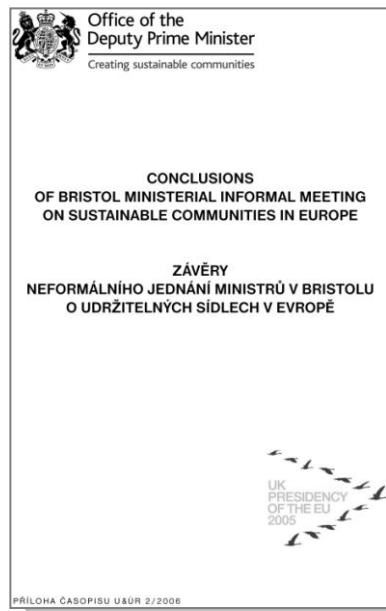 Office of the
Deputy Prime Minister
Creating sustainable communities
CONCLUSIONS
OF BRISTOL MINISTERIAL INFORMAL MEETING
ON SUSTAINABLE COMMUNITIES IN EUROPE
ZÁVĚRY
NEFORMÁLNÍHO JEDNÁNÍ MINISTRŮ V BRISTOLU
O UDRŽITELNÝCH SÍDLECH V EVROPĚ
UK
PRESIDENCY
OF THE EU
2005
PŘÍLOHA ČASOPISU U&ÚR 2/2006